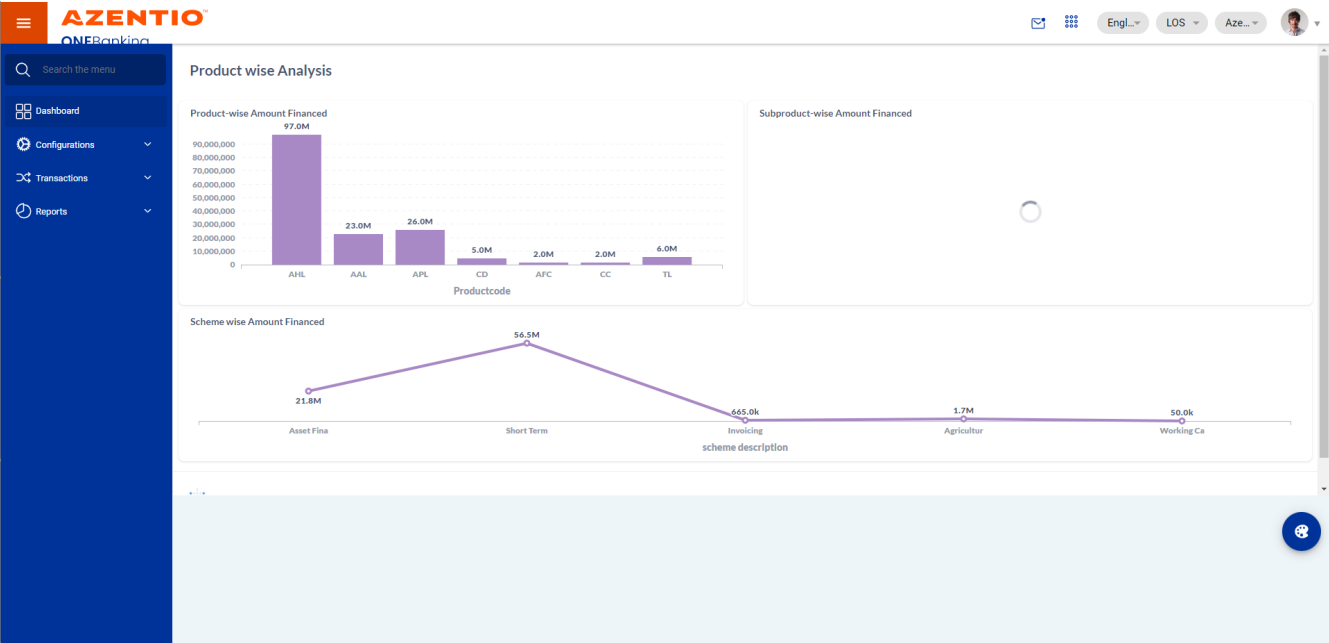 AZENTIO
ONEBanking
Engl...
LOS
Aze...
Search the menu
Dashboard
Configurations
Transactions
Reports
Product wise Analysis
Product-wise Amount Financed
97.0M
90,000,000
80,000,000
70,000,000
60,000,000
50,000,000
40,000,000
30,000,000
20,000,000
10,000,000
0
23.0M
26.0M
5.0M
2.0M
2.0M
6.0M
AHL AAL APL CD AFC CC TL
Productcode
Subproduct-wise Amount Financed
Scheme wise Amount Financed
56.5M
21.8M
665.0k
1.7M
50.0k
Asset Fina Short Term Invoicing Agricultur Working Ca
scheme description